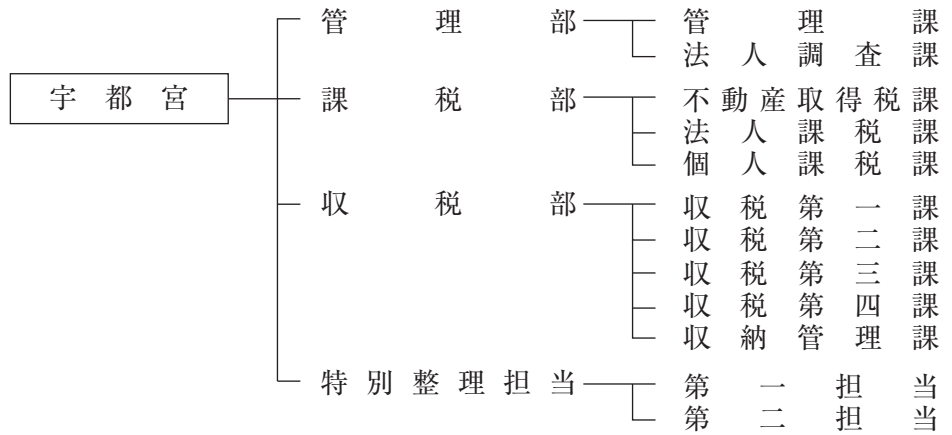 管理部 管理課
法人調査課
宇都宮 課税部 不動産取得税課
法人課税課
個人課税課
収税部 収税第一課
収税第二課
収税第三課
収税第四課
収納管理課
特別整理担当 第一担当
第二担当